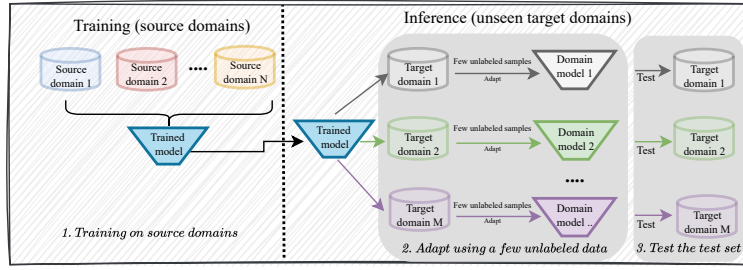 Training (source domains)
Inference (unseen target domains)
Source
domain 1
Source
domain 2
....
Source
domain N
Trained
model
Trained
model
Target
domain 1
Few unlabeled samples
Adapt
Domain
model 1
Test
Target
domain 1
Target
domain 2
Few unlabeled samples
Adapt
Domain
model 2
Test
Target
domain 2
....
Target
domain M
Few unlabeled samples
Adapt
Domain
model ..
Test
Target
domain M
1. Training on source domains
2. Adapt using a few unlabeled data
3. Test the test set